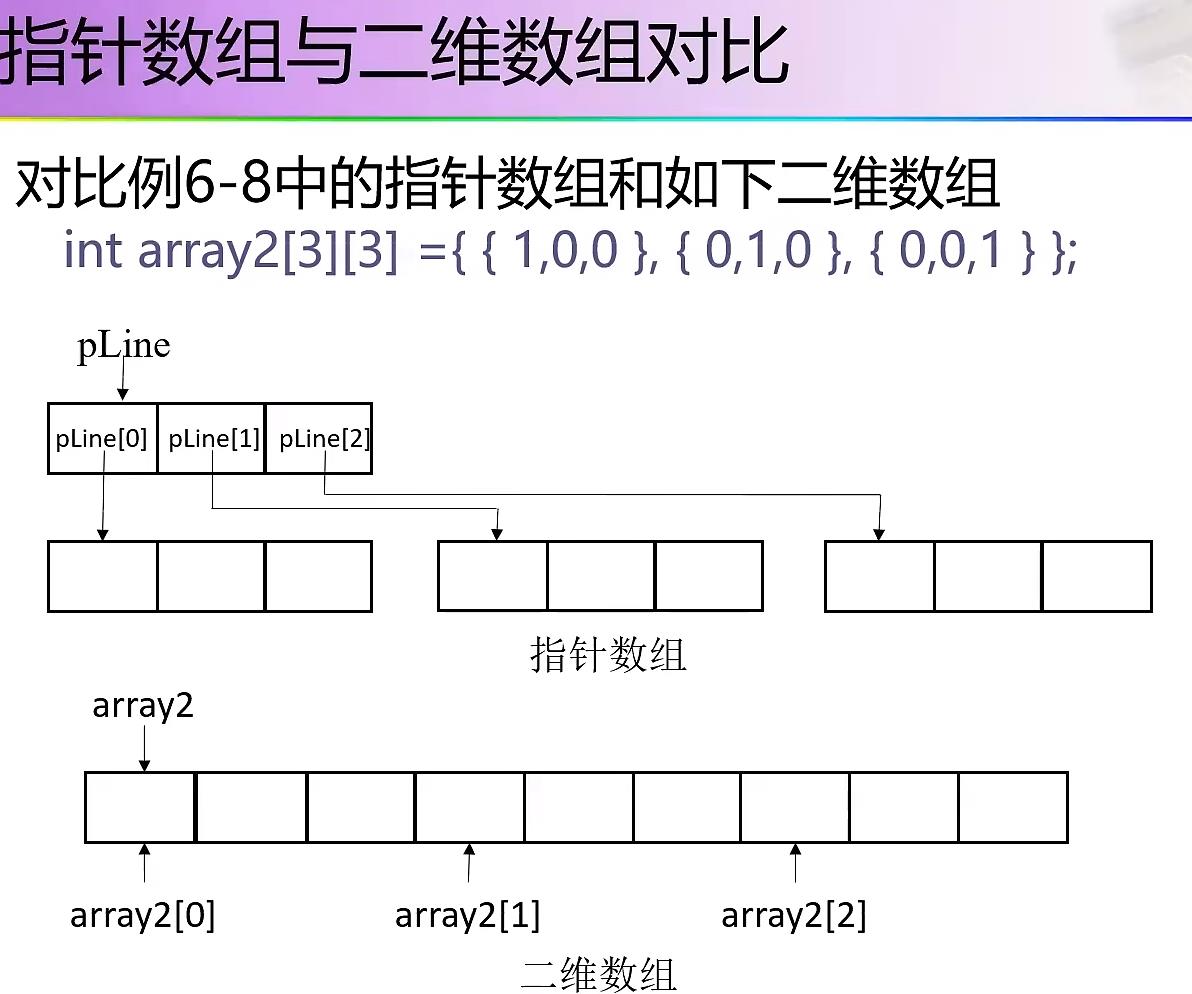 指针数组与二维数组对比
对比例6-8中的指针数组和如下二维数组
int array2[3][3] ={ { 1,0,0 }, { 0,1,0 }, { 0,0,1 } };
pLine
pLine[0] pLine[1] pLine[2]
指针数组
array2
array2[0] array2[1] array2[2]
二维数组